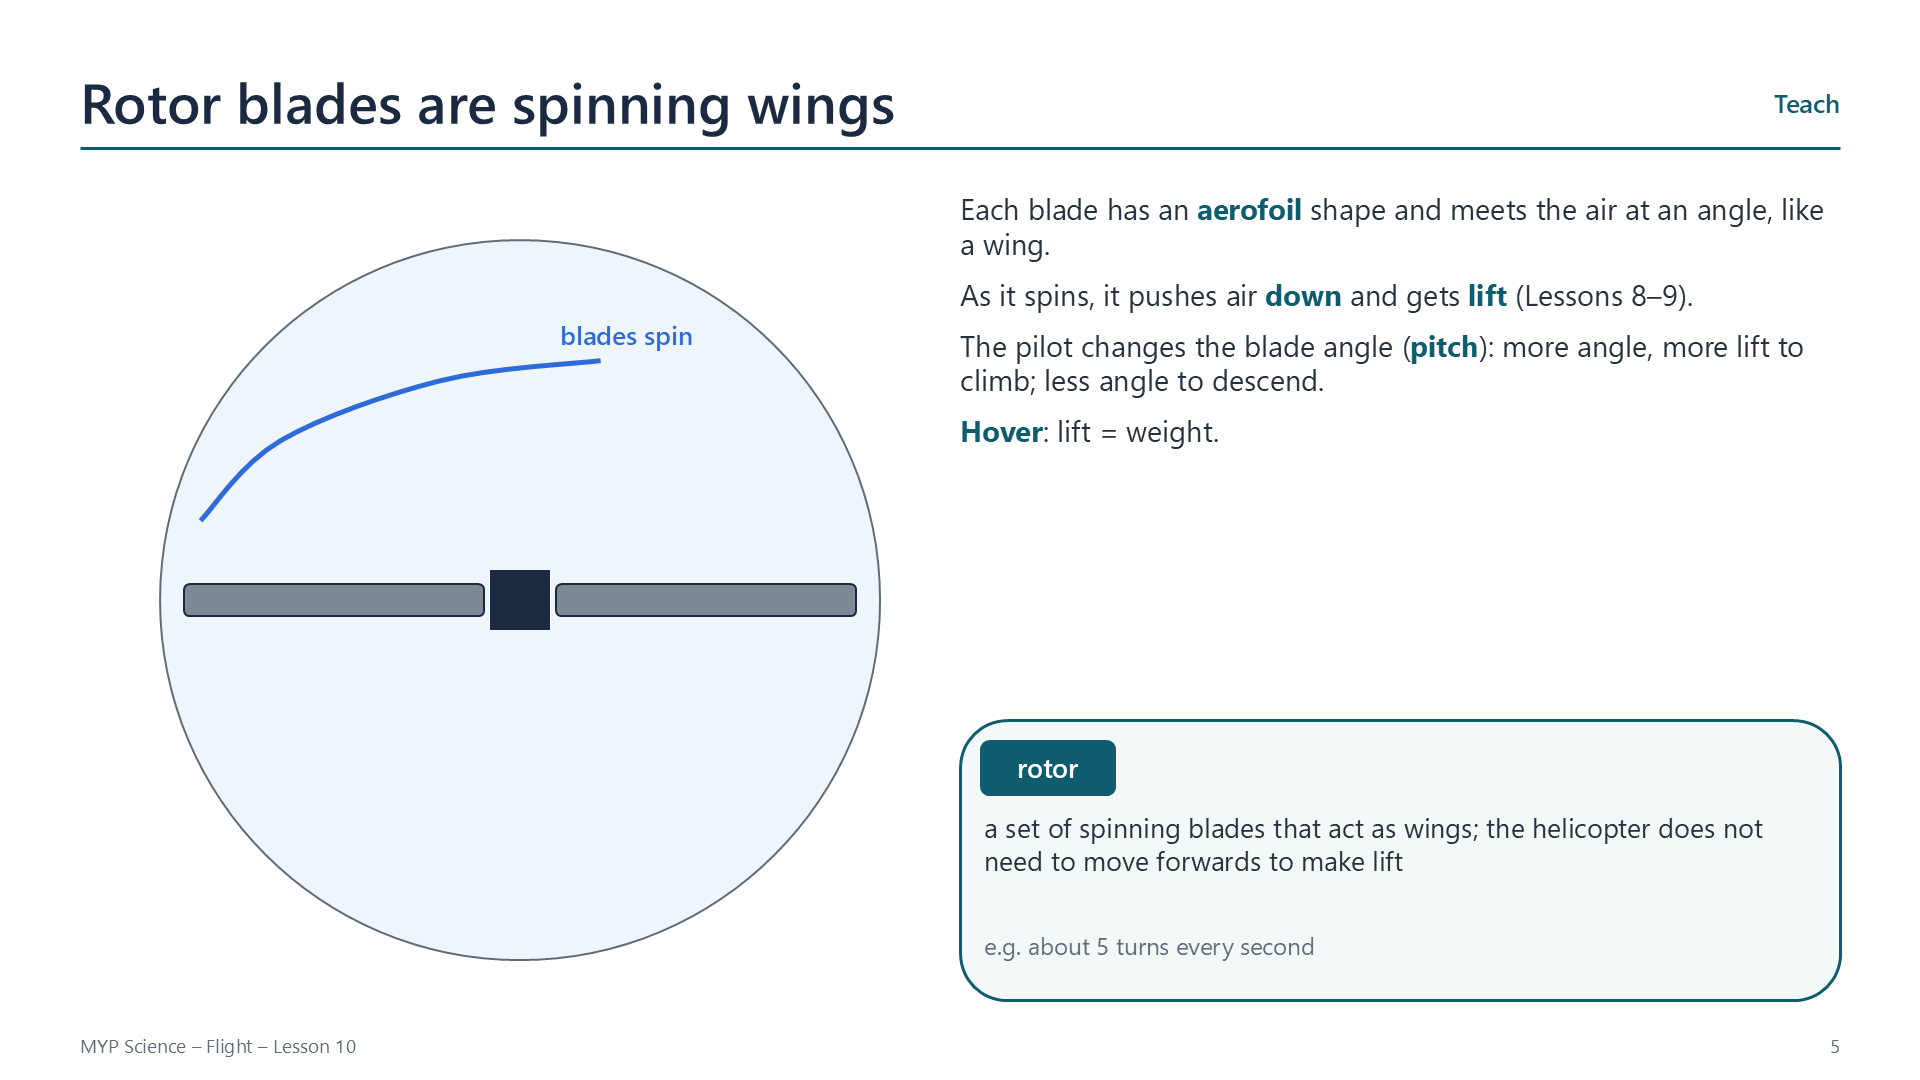 Rotor blades are spinning wings
Teach
blades spin
Each blade has an aerofoil shape and meets the air at an angle, like
a wing.
As it spins, it pushes air down and gets lift (Lessons 8–9).
The pilot changes the blade angle (pitch): more angle, more lift to
climb; less angle to descend.
Hover: lift = weight.
rotor
a set of spinning blades that act as wings; the helicopter does not
need to move forwards to make lift
e.g. about 5 turns every second
MYP Science – Flight – Lesson 10
5